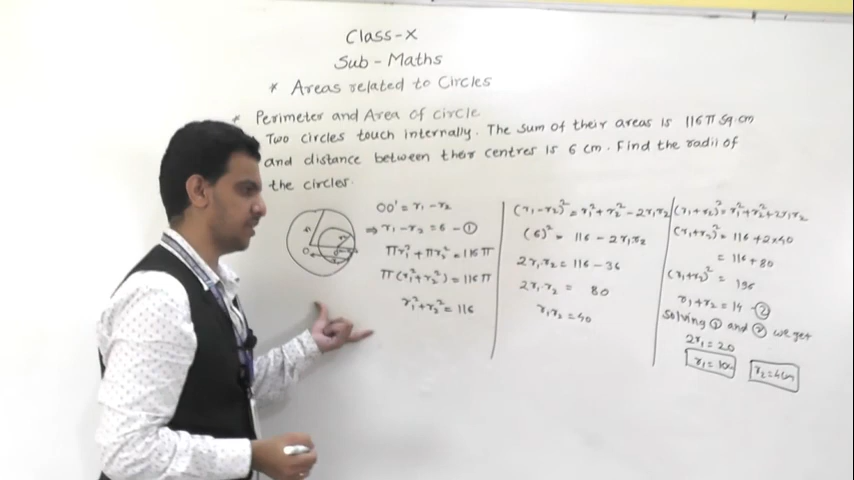 Class-X
Sub-Maths
* Areas related to Circles
* Perimeter and Area of circle
Two circles touch internally. The sum of their areas is 116π sq.cm
and distance between their centres is 6 cm. Find the radii of
the circles.
OO' = r₁ - r₂
⇒ r₁ - r₂ = 6 - ①
πr₁² + πr₂² = 116π
π(r₁² + r₂²) = 116π
r₁² + r₂² = 116
(r₁ - r₂)² = r₁² + r₂² - 2r₁r₂
(6)² = 116 - 2r₁r₂
2r₁r₂ = 116 - 36
2r₁r₂ = 80
r₁r₂ = 40
(r₁ + r₂)² = r₁² + r₂² + 2r₁r₂
(r₁ + r₂)² = 116 + 2×40
= 116 + 80
(r₁ + r₂)² = 196
r₁ + r₂ = 14 - ②
Solving ① and ② we get
2r₁ = 20
r₁ = 10cm
r₂ = 4cm